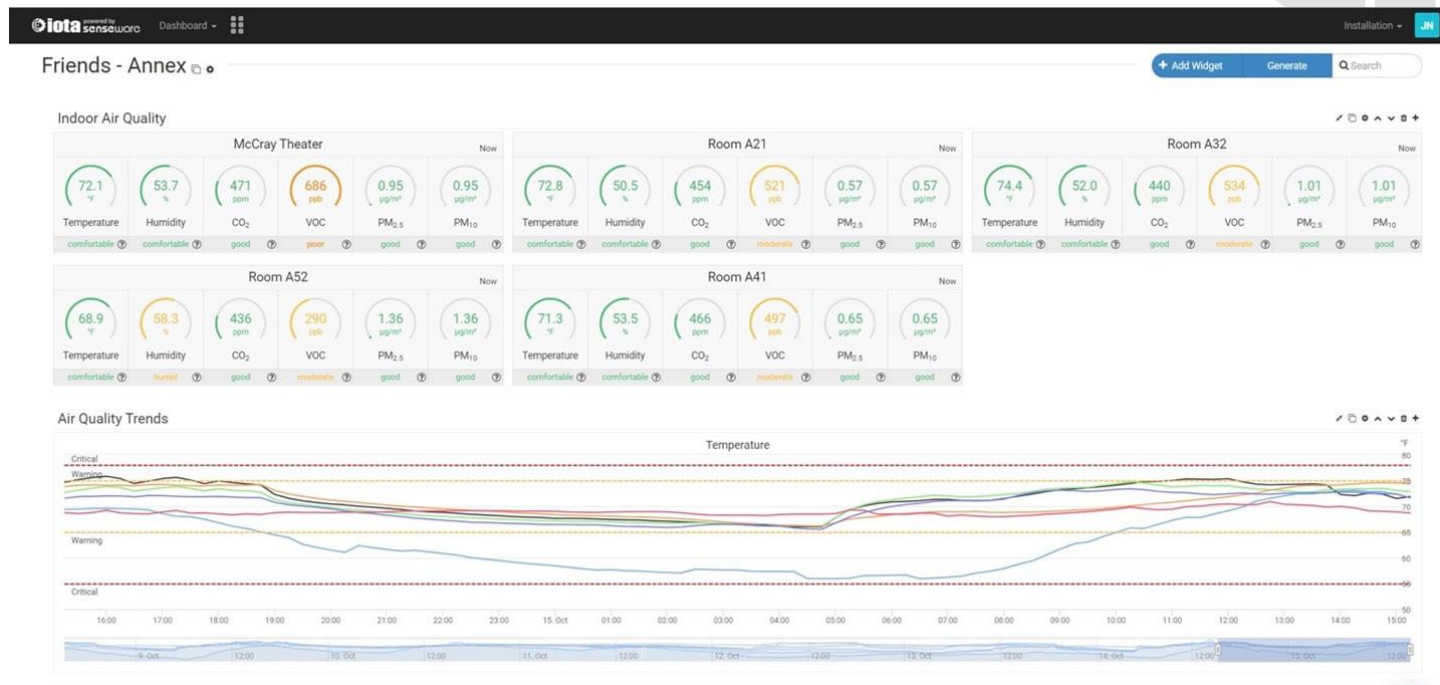 iota powered by senseware Dashboard Installation JN
Friends - Annex + Add Widget Generate Search
Indoor Air Quality
McCray Theater Now
72.1 °F 53.7 % 471 ppm 686 ppb 0.95 µg/m³ 0.95 µg/m³
Temperature Humidity CO₂ VOC PM₂.₅ PM₁₀
comfortable ? comfortable ? good ? poor ? good ? good ?
Room A21 Now
72.8 °F 50.5 % 454 ppm 521 ppb 0.57 µg/m³ 0.57 µg/m³
Temperature Humidity CO₂ VOC PM₂.₅ PM₁₀
comfortable ? comfortable ? good ? moderate ? good ? good ?
Room A32 Now
74.4 °F 52.0 % 440 ppm 534 ppb 1.01 µg/m³ 1.01 µg/m³
Temperature Humidity CO₂ VOC PM₂.₅ PM₁₀
comfortable ? comfortable ? good ? moderate ? good ? good ?
Room A52 Now
68.9 °F 58.3 % 436 ppm 290 ppb 1.36 µg/m³ 1.36 µg/m³
Temperature Humidity CO₂ VOC PM₂.₅ PM₁₀
comfortable ? humid ? good ? moderate ? good ? good ?
Room A41 Now
71.3 °F 53.5 % 466 ppm 497 ppb 0.65 µg/m³ 0.65 µg/m³
Temperature Humidity CO₂ VOC PM₂.₅ PM₁₀
comfortable ? comfortable ? good ? moderate ? good ? good ?
Air Quality Trends
Temperature °F
Critical 80
Warning 75
70
65
Warning
60
55
Critical
50
16:00 17:00 18:00 19:00 20:00 21:00 22:00 23:00 15. Oct 01:00 02:00 03:00 04:00 05:00 06:00 07:00 08:00 09:00 10:00 11:00 12:00 13:00 14:00 15:00
9. Oct 12:00 10. Oct 12:00 11. Oct 12:00 12. Oct 12:00 13. Oct 12:00 14. Oct 12:00 15. Oct 12:00